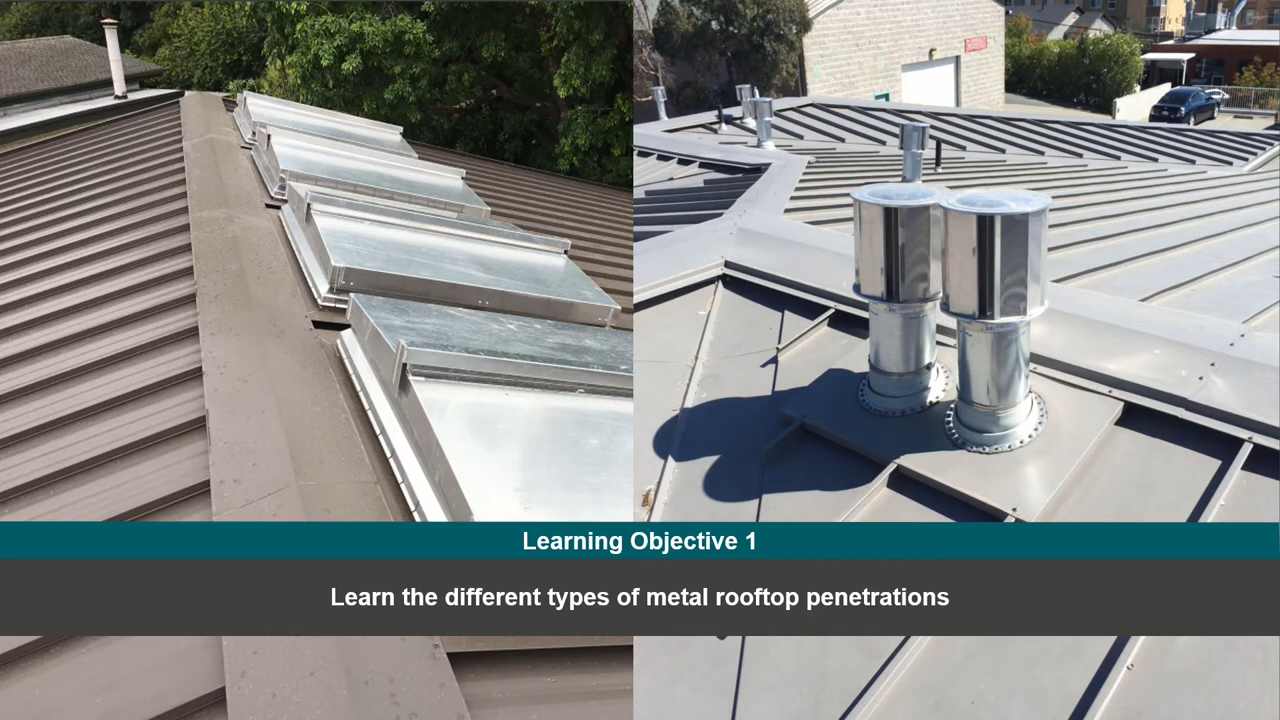 Learning Objective 1
Learn the different types of metal rooftop penetrations